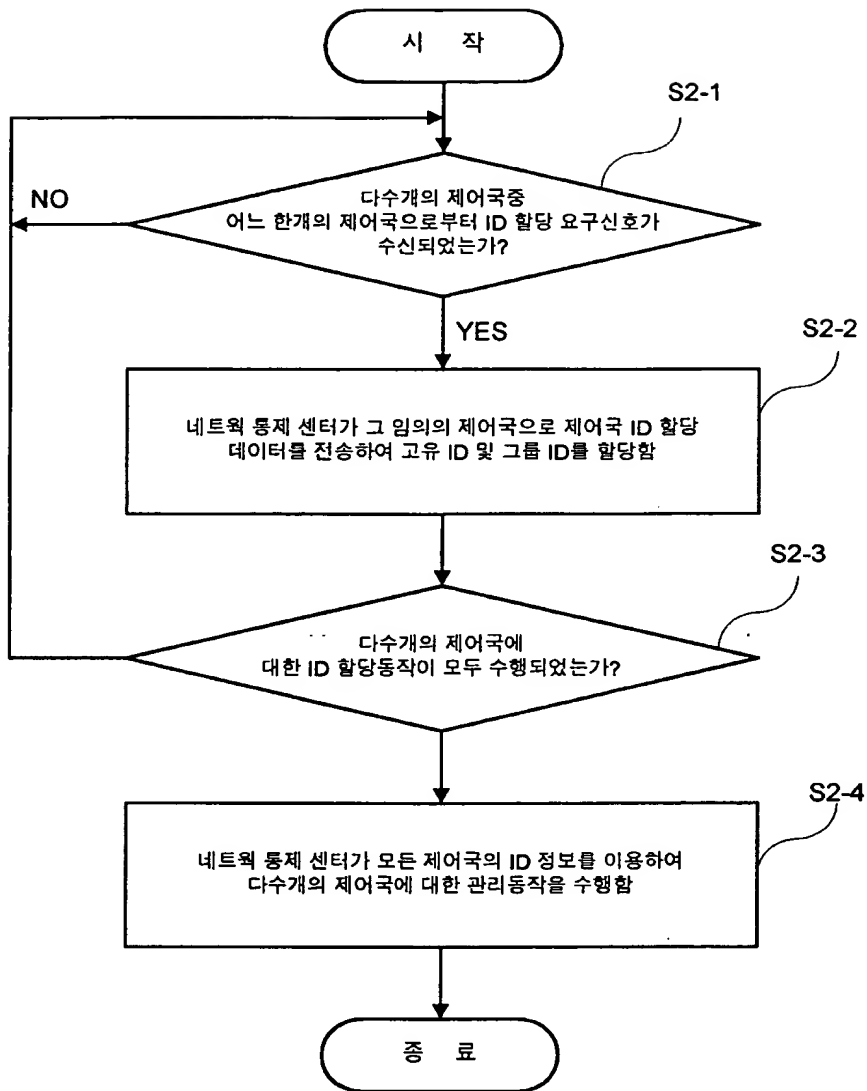 시 작
S2-1
다수개의 제어국중
어느 한개의 제어국으로부터 ID 할당 요구신호가
수신되었는가?
NO
YES
S2-2
네트웍 통제 센터가 그 임의의 제어국으로 제어국 ID 할당
데이터를 전송하여 고유 ID 및 그룹 ID를 할당함
S2-3
다수개의 제어국에
대한 ID 할당동작이 모두 수행되었는가?
S2-4
네트웍 통제 센터가 모든 제어국의 ID 정보를 이용하여
다수개의 제어국에 대한 관리동작을 수행함
종 료